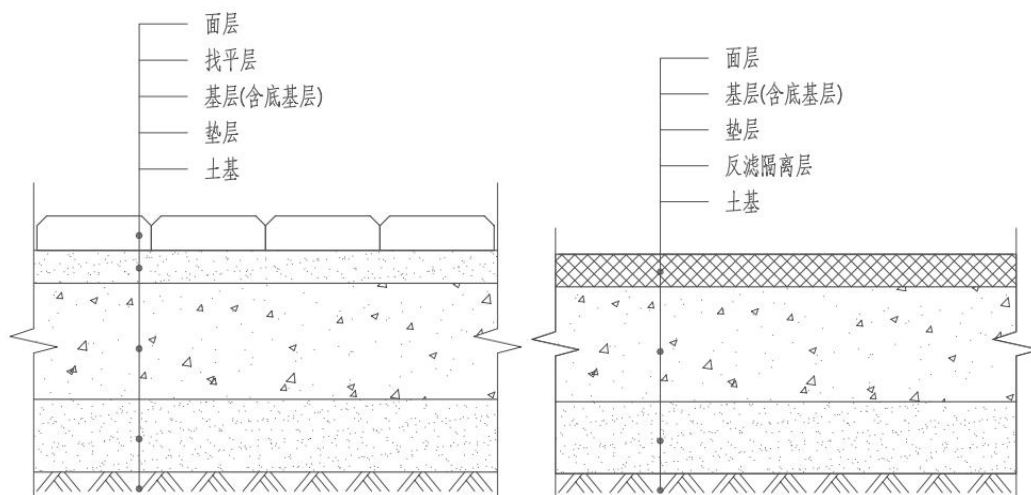 面层
找平层
基层(含底基层)
垫层
土基
面层
基层(含底基层)
垫层
反滤隔离层
土基